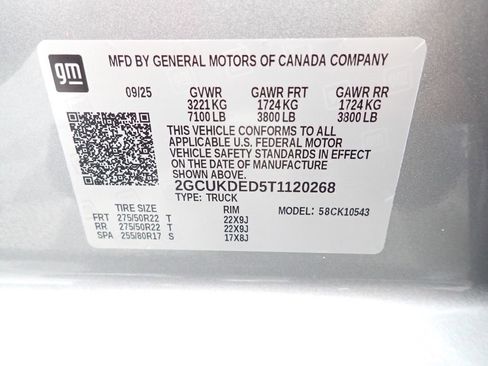 gm
MFD BY GENERAL MOTORS OF CANADA COMPANY
09/25 GVWR GAWR FRT GAWR RR
3221 KG 1724 KG 1724 KG
7100 LB 3800 LB 3800 LB
THIS VEHICLE CONFORMS TO ALL
APPLICABLE U.S. FEDERAL MOTOR
VEHICLE SAFETY STANDARDS IN EFFECT
ON THE DATE OF MANUFACTURE
SHOWN ABOVE.
2GCUKDED5T1120268
TYPE: TRUCK
TIRE SIZE RIM MODEL: 58CK10543
FRT 275/50R22 T 22X9J
RR 275/50R22 T 22X9J
SPA 255/80R17 S 17X8J